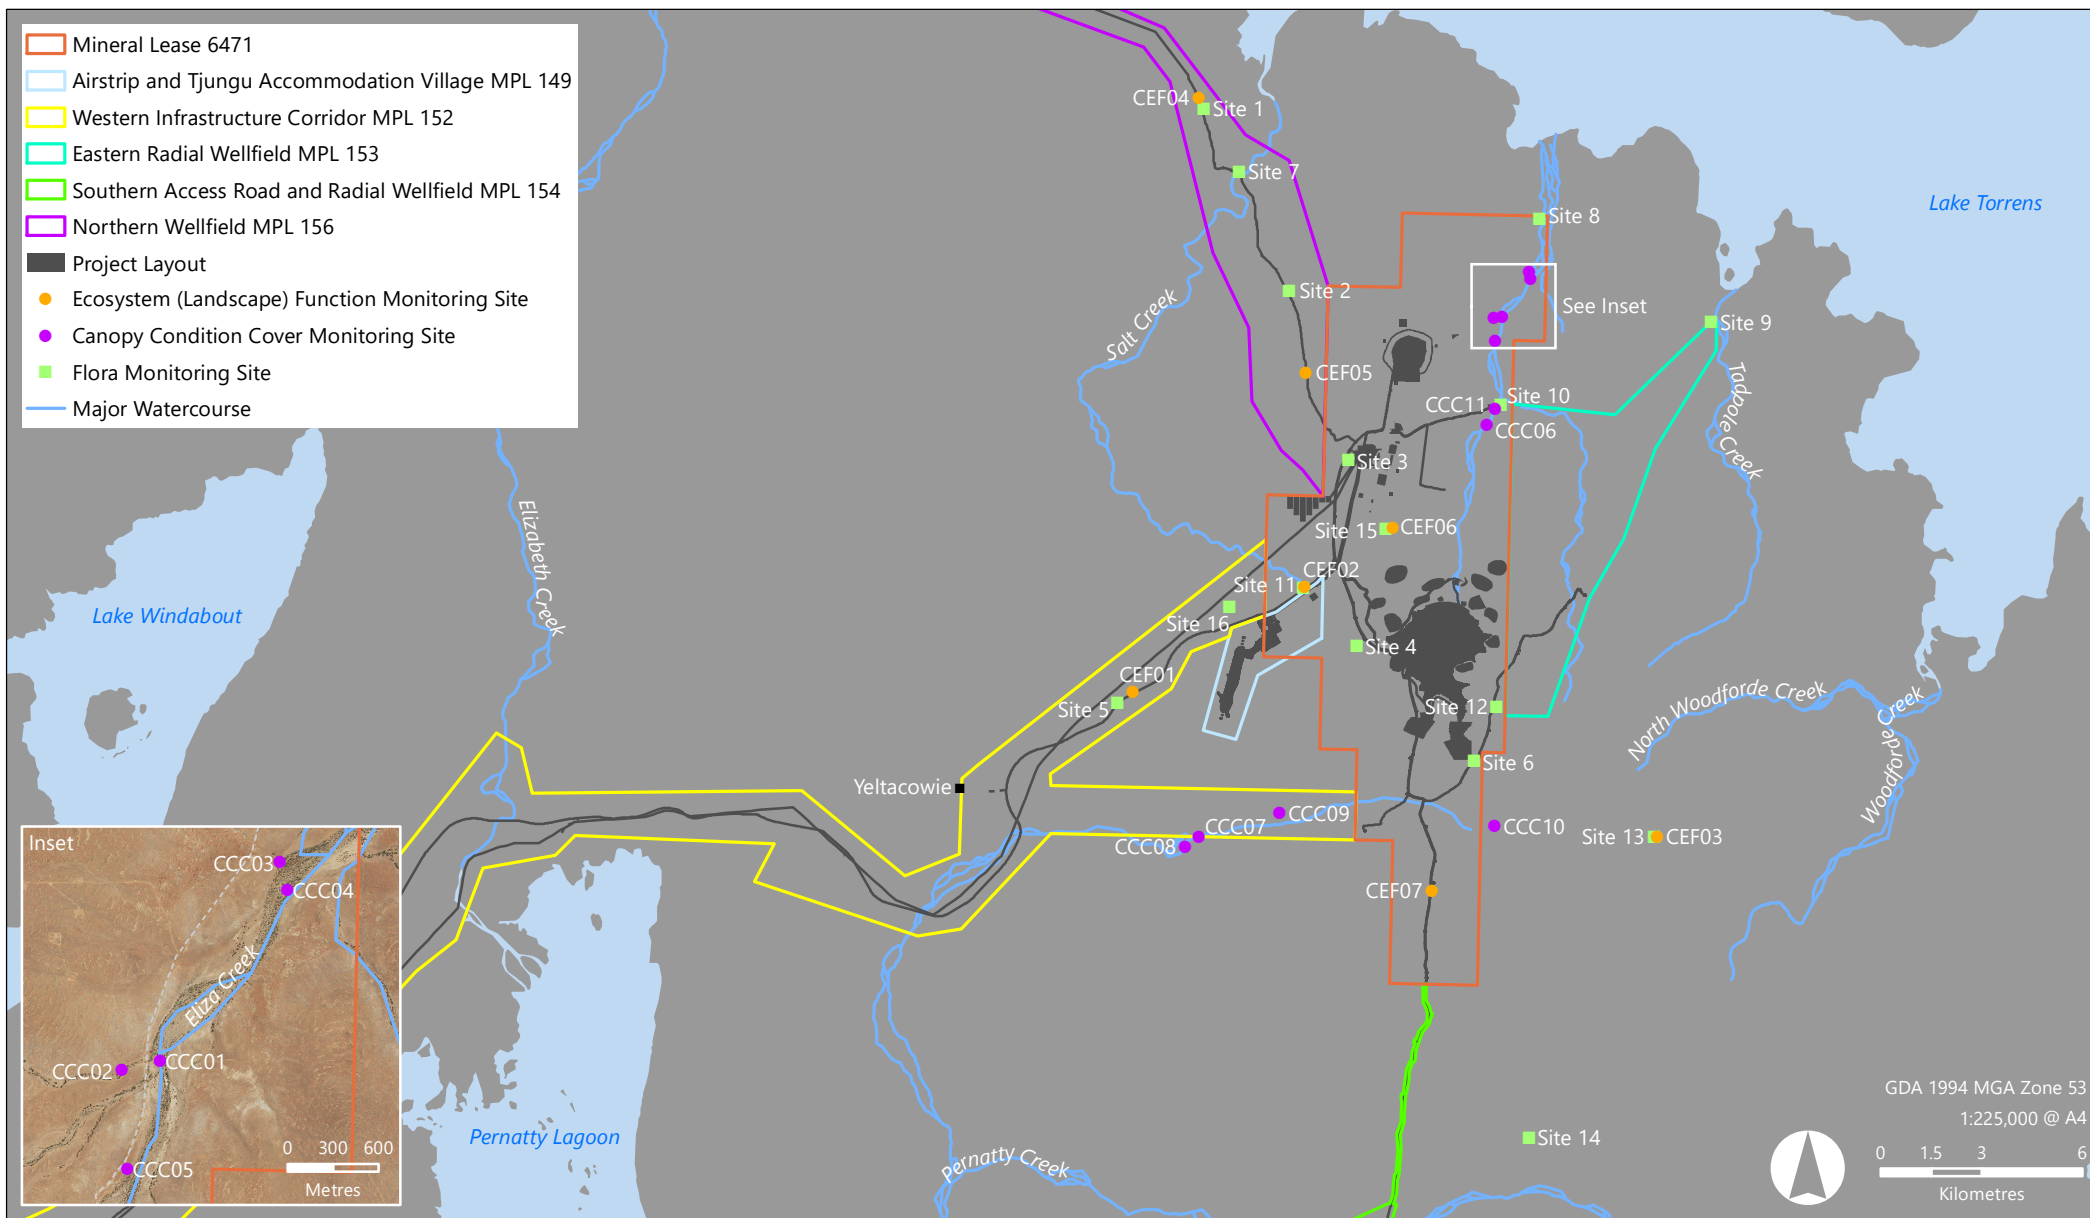 Mineral Lease 6471
Airstrip and Tjungu Accommodation Village MPL 149
Western Infrastructure Corridor MPL 152
Eastern Radial Wellfield MPL 153
Southern Access Road and Radial Wellfield MPL 154
Northern Wellfield MPL 156
Project Layout
Ecosystem (Landscape) Function Monitoring Site
Canopy Condition Cover Monitoring Site
Flora Monitoring Site
Major Watercourse
CEF04
Site 1
Site 7
Site 8
Lake Torrens
Site 2
See Inset
Site 9
Salt Creek
CEF05
Tadpole Creek
Site 10
CCC11
CCC06
Site 3
Elizabeth Creek
Site 15
CEF06
CEF02
Site 11
Lake Windabout
Site 16
Site 4
CEF01
Site 5
Site 12
North Woodforde Creek
Woodforde Creek
Site 6
Yeltacowie
CCC09
CCC07
CCC08
CCC10
Site 13
CEF03
CEF07
Inset
CCC03
CCC04
Eliza Creek
CCC01
CCC02
CCC05
0 300 600
Metres
Pernatty Lagoon
Pernatty Creek
Site 14
GDA 1994 MGA Zone 53
1:225,000 @ A4
0 1.5 3 6
Kilometres